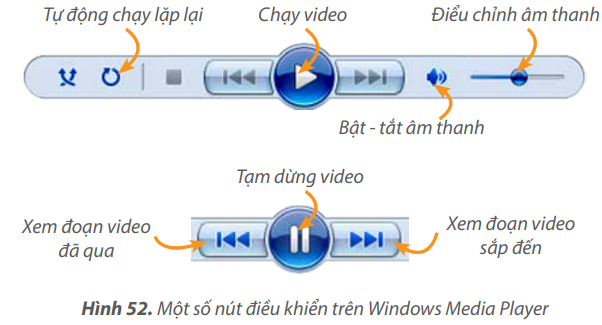 Tự động chạy lặp lại
Chạy video
Điều chỉnh âm thanh
Bật - tắt âm thanh
Tạm dừng video
Xem đoạn video
đã qua
Xem đoạn video
sắp đến
Hình 52. Một số nút điều khiển trên Windows Media Player